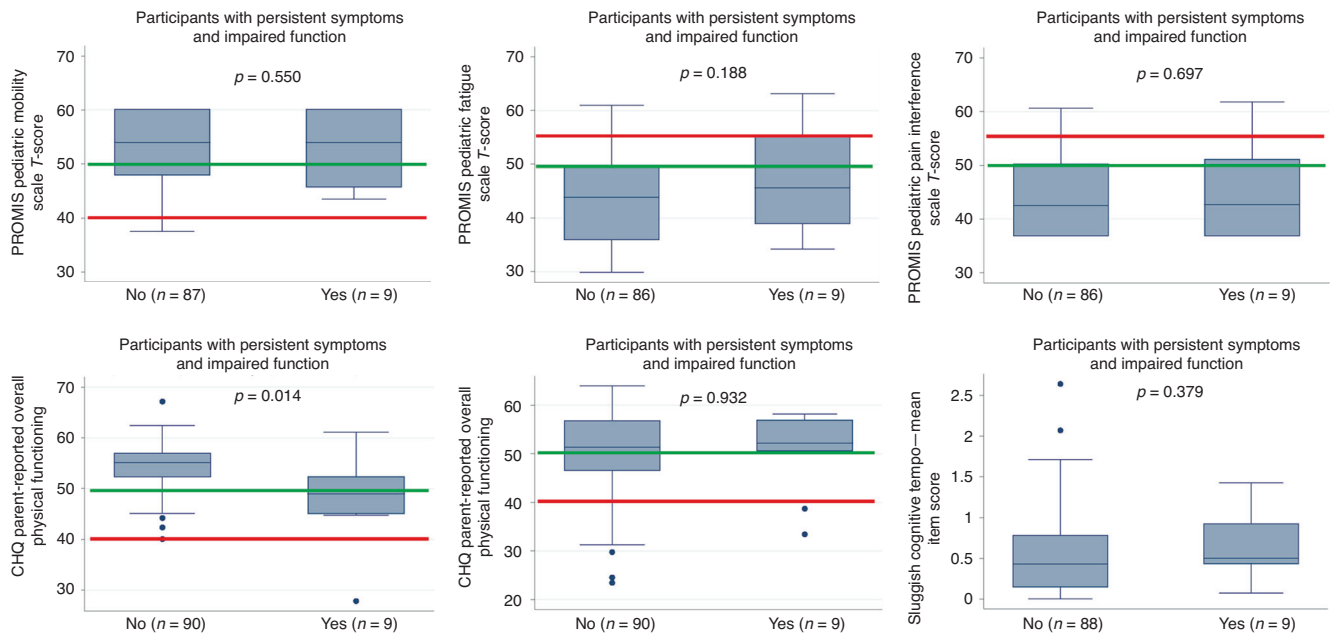 Participants with persistent symptoms
and impaired function
p = 0.550
PROMIS pediatric mobility
scale T-score
70
60
50
40
30
No (n = 87)
Yes (n = 9)
Participants with persistent symptoms
and impaired function
p = 0.188
PROMIS pediatric fatigue
scale T-score
70
60
50
40
30
No (n = 86)
Yes (n = 9)
Participants with persistent symptoms
and impaired function
p = 0.697
PROMIS pediatric pain interference
scale T-score
70
60
50
40
30
No (n = 86)
Yes (n = 9)
Participants with persistent symptoms
and impaired function
p = 0.014
CHQ parent-reported overall
physical functioning
70
60
50
40
30
No (n = 90)
Yes (n = 9)
Participants with persistent symptoms
and impaired function
p = 0.932
CHQ parent-reported overall
physical functioning
60
50
40
30
20
No (n = 90)
Yes (n = 9)
Participants with persistent symptoms
and impaired function
p = 0.379
Sluggish cognitive tempo—mean
item score
2.5
2
1.5
1
0.5
0
No (n = 88)
Yes (n = 9)